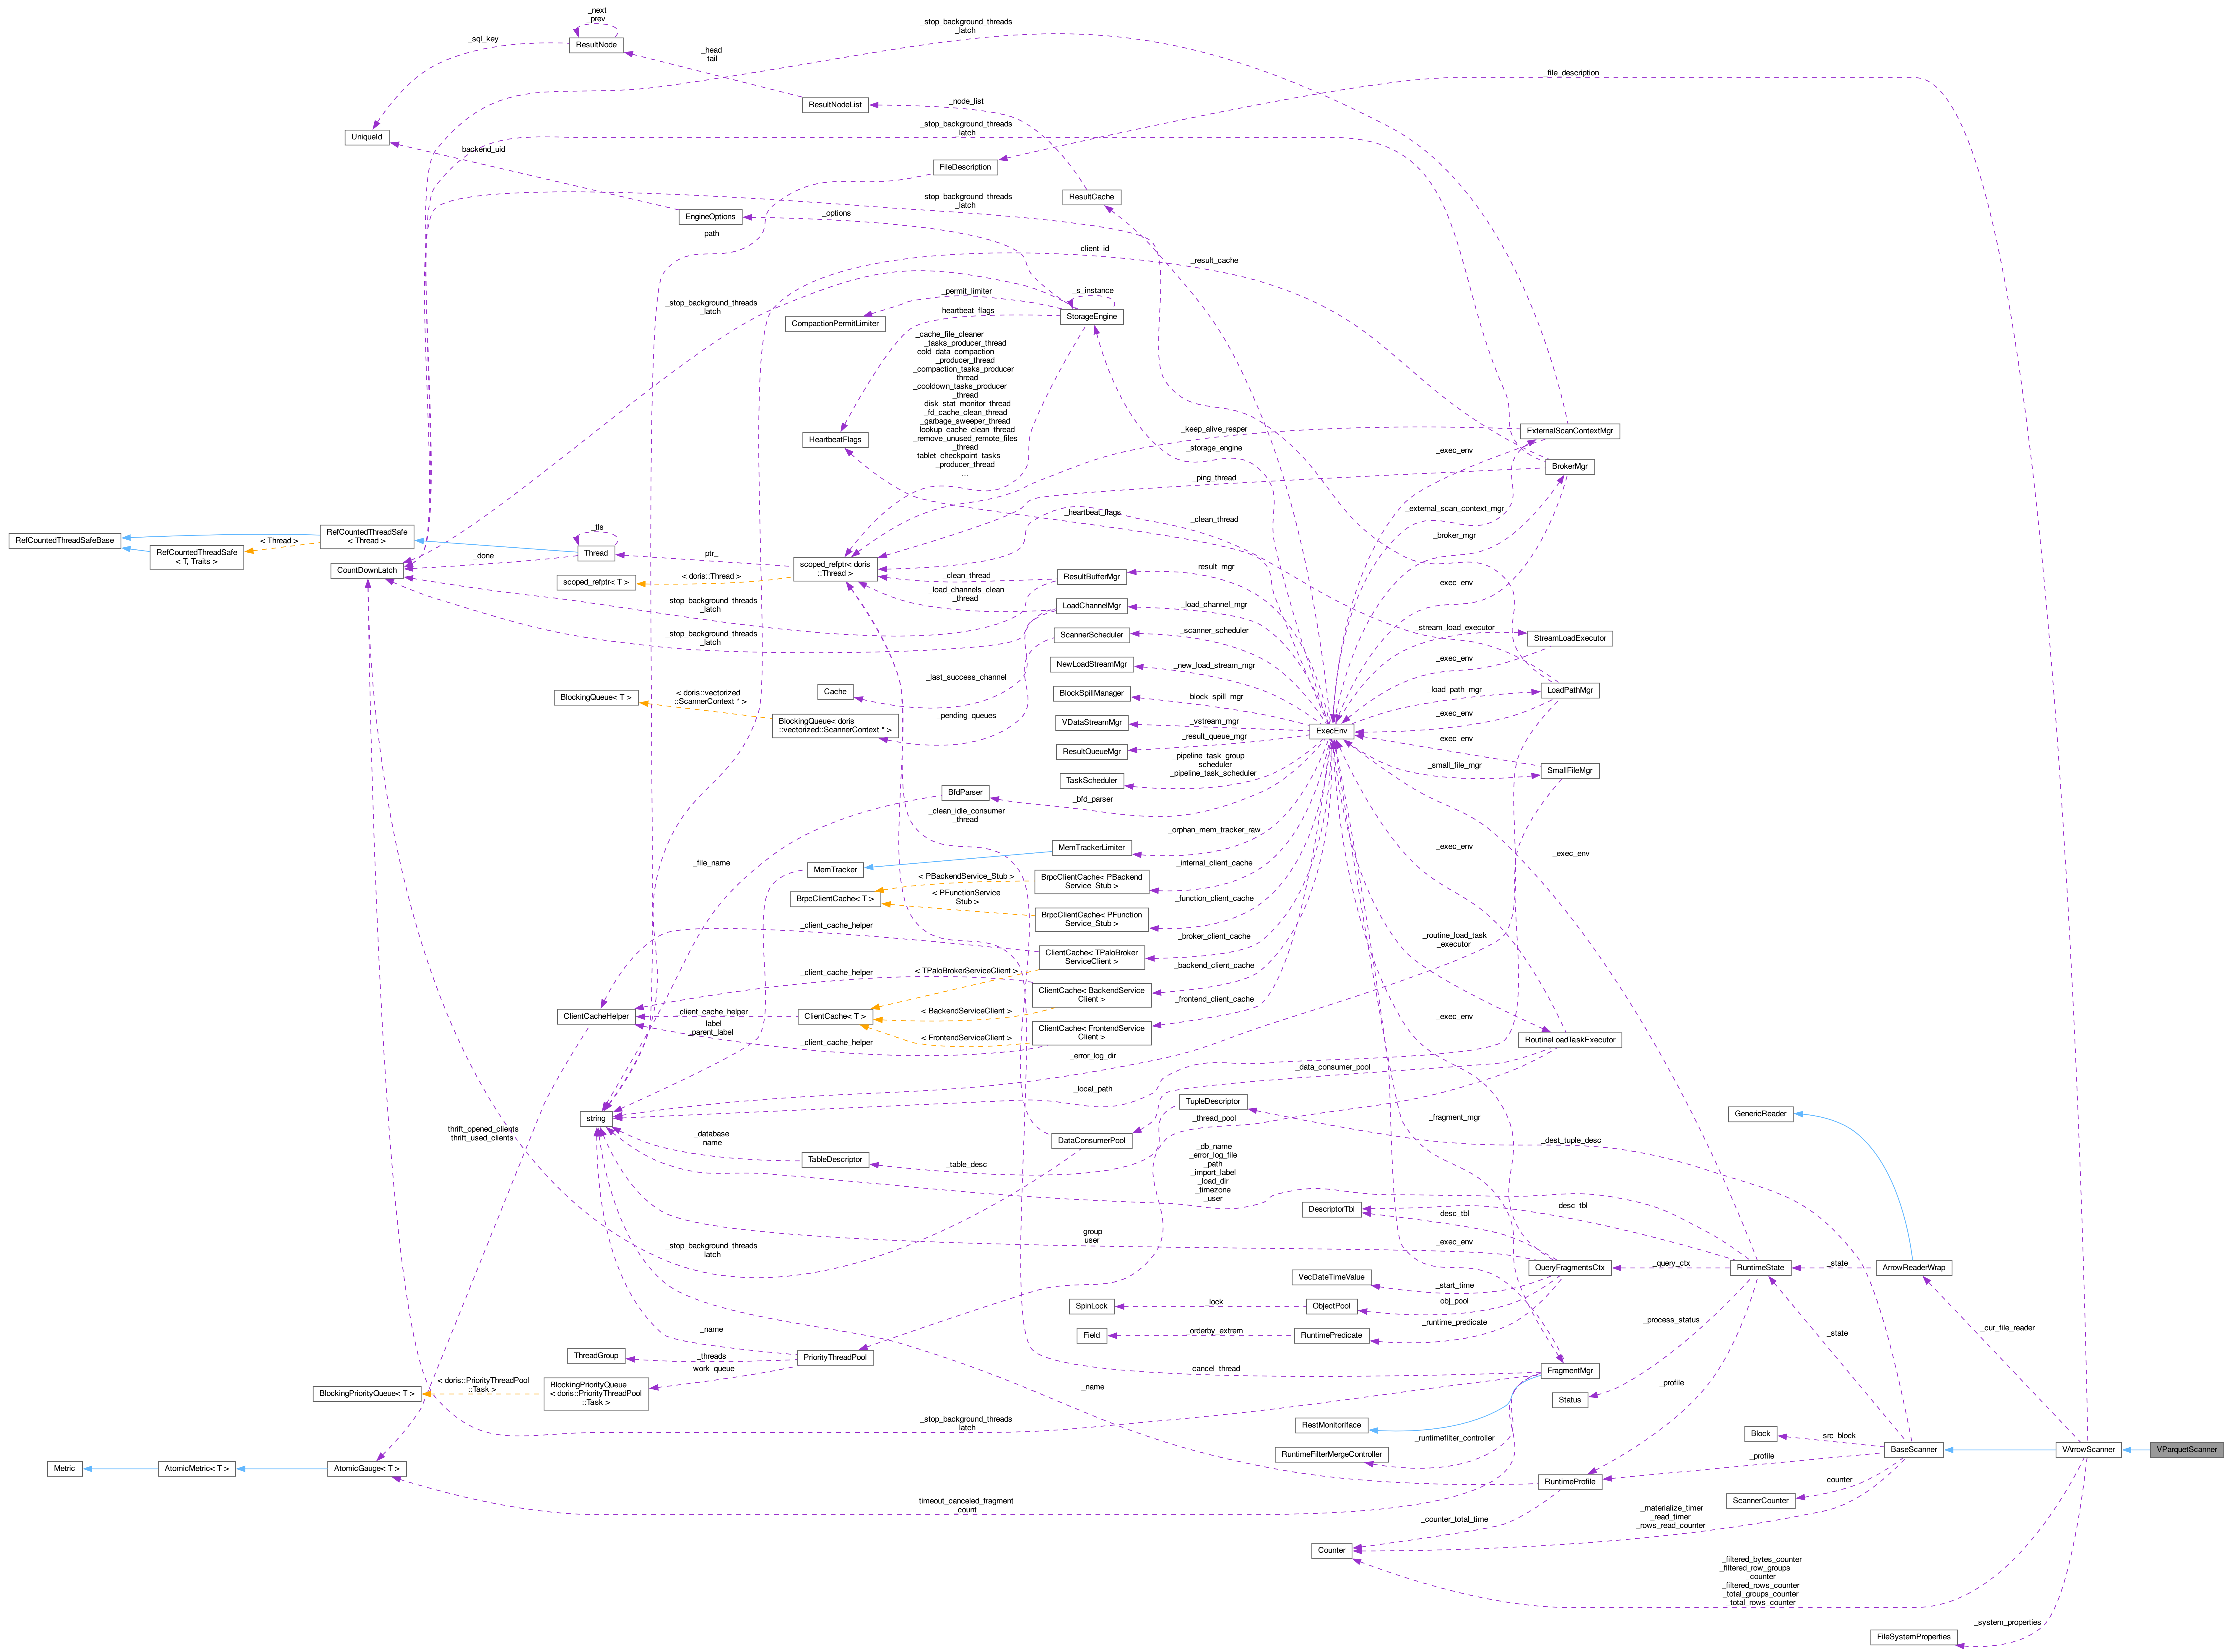 _next
_prev
ResultNode
_sql_key
_stop_background_threads
_latch
_head
_tail
_file_description
ResultNodeList
_node_list
UniqueId
_stop_background_threads
_latch
backend_uid
FileDescription
ResultCache
_stop_background_threads
_latch
EngineOptions
_options
path
_client_id
_result_cache
_s_instance
_permit_limiter
_stop_background_threads
_latch
StorageEngine
CompactionPermitLimiter
_heartbeat_flags
_cache_file_cleaner
_tasks_producer_thread
_cold_data_compaction
_producer_thread
_compaction_tasks_producer
_thread
_cooldown_tasks_producer
_thread
_disk_stat_monitor_thread
_fd_cache_clean_thread
_garbage_sweeper_thread
_lookup_cache_clean_thread
_remove_unused_remote_files
_thread
_tablet_checkpoint_tasks
_producer_thread
...
HeartbeatFlags
_keep_alive_reaper
ExternalScanContextMgr
_storage_engine
_exec_env
BrokerMgr
_ping_thread
_external_scan_context_mgr
_heartbeat_flags
_clean_thread
_broker_mgr
RefCountedThreadSafeBase
RefCountedThreadSafe
< Thread >
< Thread >
RefCountedThreadSafe
< T, Traits >
_tls
Thread
_done
ptr_
CountDownLatch
scoped_refptr< doris
::Thread >
< doris::Thread >
scoped_refptr< T >
_clean_thread
ResultBufferMgr
_result_mgr
_exec_env
_load_channels_clean
_thread
LoadChannelMgr
_load_channel_mgr
_stop_background_threads
_latch
_stop_background_threads
_latch
ScannerScheduler
_scanner_scheduler
_stream_load_executor
StreamLoadExecutor
NewLoadStreamMgr
_new_load_stream_mgr
_exec_env
_last_success_channel
Cache
BlockSpillManager
_block_spill_mgr
_load_path_mgr
LoadPathMgr
BlockingQueue< T >
< doris::vectorized
::ScannerContext * >
BlockingQueue< doris
::vectorized::ScannerContext * >
_pending_queues
VDataStreamMgr
_vstream_mgr
_exec_env
ExecEnv
ResultQueueMgr
_result_queue_mgr
_exec_env
_pipeline_task_group
_scheduler
_pipeline_task_scheduler
TaskScheduler
_small_file_mgr
SmallFileMgr
BfdParser
_bfd_parser
_clean_idle_consumer
_thread
_orphan_mem_tracker_raw
_exec_env
_exec_env
_file_name
MemTrackerLimiter
MemTracker
_internal_client_cache
< PBackendService_Stub >
BrpcClientCache< PBackend
Service_Stub >
BrpcClientCache< T >
< PFunctionService
_Stub >
_function_client_cache
BrpcClientCache< PFunction
Service_Stub >
_client_cache_helper
_broker_client_cache
_routine_load_task
_executor
ClientCache< TPaloBroker
ServiceClient >
_client_cache_helper
< TPaloBrokerServiceClient >
_backend_client_cache
ClientCache< BackendService
Client >
_frontend_client_cache
ClientCacheHelper
_client_cache_helper
ClientCache< T >
< BackendServiceClient >
_exec_env
_label
_parent_label
< FrontendServiceClient >
ClientCache< FrontendService
Client >
_client_cache_helper
RoutineLoadTaskExecutor
_error_log_dir
_data_consumer_pool
_local_path
TupleDescriptor
GenericReader
string
_thread_pool
_fragment_mgr
thrift_opened_clients
thrift_used_clients
_database
_name
DataConsumerPool
_dest_tuple_desc
TableDescriptor
_table_desc
_db_name
_error_log_file
_path
_import_label
_load_dir
_timezone
_user
DescriptorTbl
_desc_tbl
desc_tbl
group
user
_exec_env
_stop_background_threads
_latch
QueryFragmentsCtx
_query_ctx
RuntimeState
_state
ArrowReaderWrap
VecDateTimeValue
_start_time
SpinLock
_lock
ObjectPool
obj_pool
_process_status
_name
Field
_orderby_extrem
RuntimePredicate
_runtime_predicate
_state
_cur_file_reader
ThreadGroup
_threads
PriorityThreadPool
_work_queue
_cancel_thread
FragmentMgr
_profile
BlockingPriorityQueue< T >
< doris::PriorityThreadPool
::Task >
BlockingPriorityQueue
< doris::PriorityThreadPool
::Task >
_name
Status
_stop_background_threads
_latch
RestMonitorIface
Block
_src_block
_runtimefilter_controller
RuntimeFilterMergeController
BaseScanner
VArrowScanner
VParquetScanner
_profile
Metric
AtomicMetric< T >
AtomicGauge< T >
RuntimeProfile
_counter
timeout_canceled_fragment
_count
ScannerCounter
_counter_total_time
_materialize_timer
_read_timer
_rows_read_counter
Counter
_filtered_bytes_counter
_filtered_row_groups
_counter
_filtered_rows_counter
_total_groups_counter
_total_rows_counter
_system_properties
FileSystemProperties